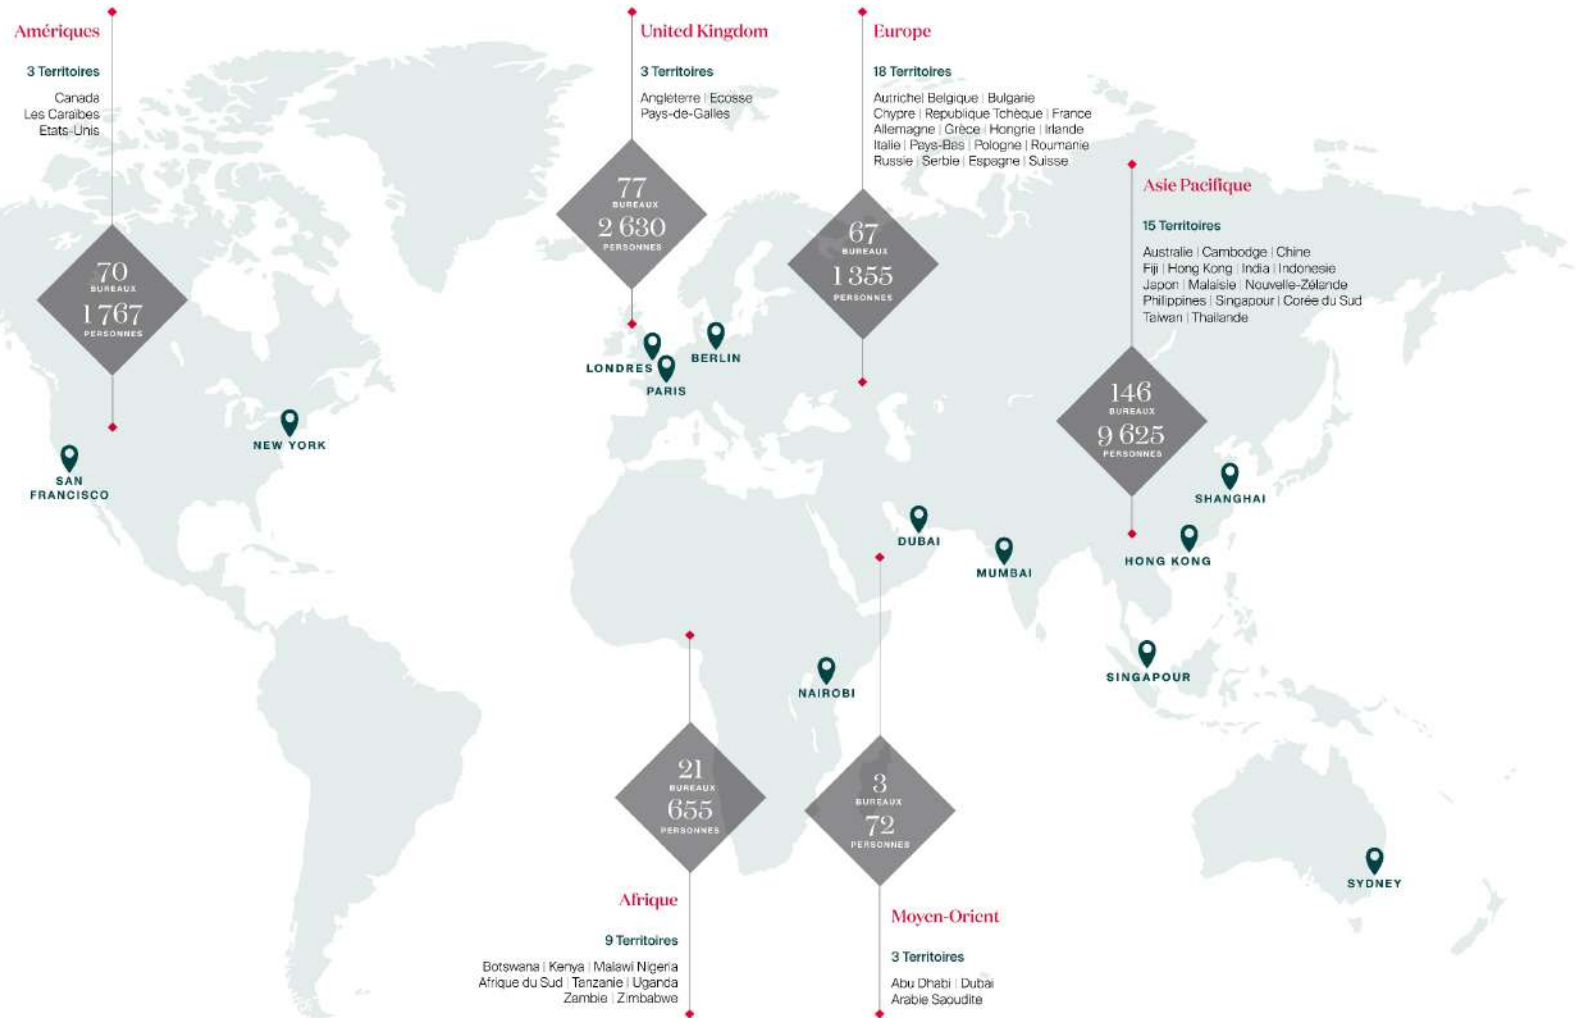 Amériques
3 Territoires
Canada
Les Caraïbes
Etats-Unis
70
BUREAUX
1 767
PERSONNES
United Kingdom
3 Territoires
Angleterre | Ecosse
Pays-de-Galles
77
BUREAUX
2 630
PERSONNES
Europe
18 Territoires
Autriche| Belgique | Bulgarie
Chypre | Republique Tchèque | France
Allemagne | Grèce | Hongrie | Irlande
Italie | Pays-Bas | Pologne | Roumanie
Russie | Serbie | Espagne | Suisse
67
BUREAUX
1 355
PERSONNES
Asie Pacifique
15 Territoires
Australie | Cambodge | Chine
Fiji | Hong Kong | India | Indonesie
Japon | Malaisie | Nouvelle-Zélande
Philippines | Singapour | Corée du Sud
Taiwan | Thailande
146
BUREAUX
9 625
PERSONNES
LONDRES
PARIS
BERLIN
NEW YORK
SAN
FRANCISCO
SHANGHAI
DUBAI
MUMBAI
HONG KONG
SINGAPOUR
NAIROBI
SYDNEY
21
BUREAUX
655
PERSONNES
Afrique
9 Territoires
Botswana | Kenya | Malawi Nigeria
Afrique du Sud | Tanzanie | Uganda
Zambie | Zimbabwe
3
BUREAUX
72
PERSONNES
Moyen-Orient
3 Territoires
Abu Dhabi | Dubai
Arabie Saoudite